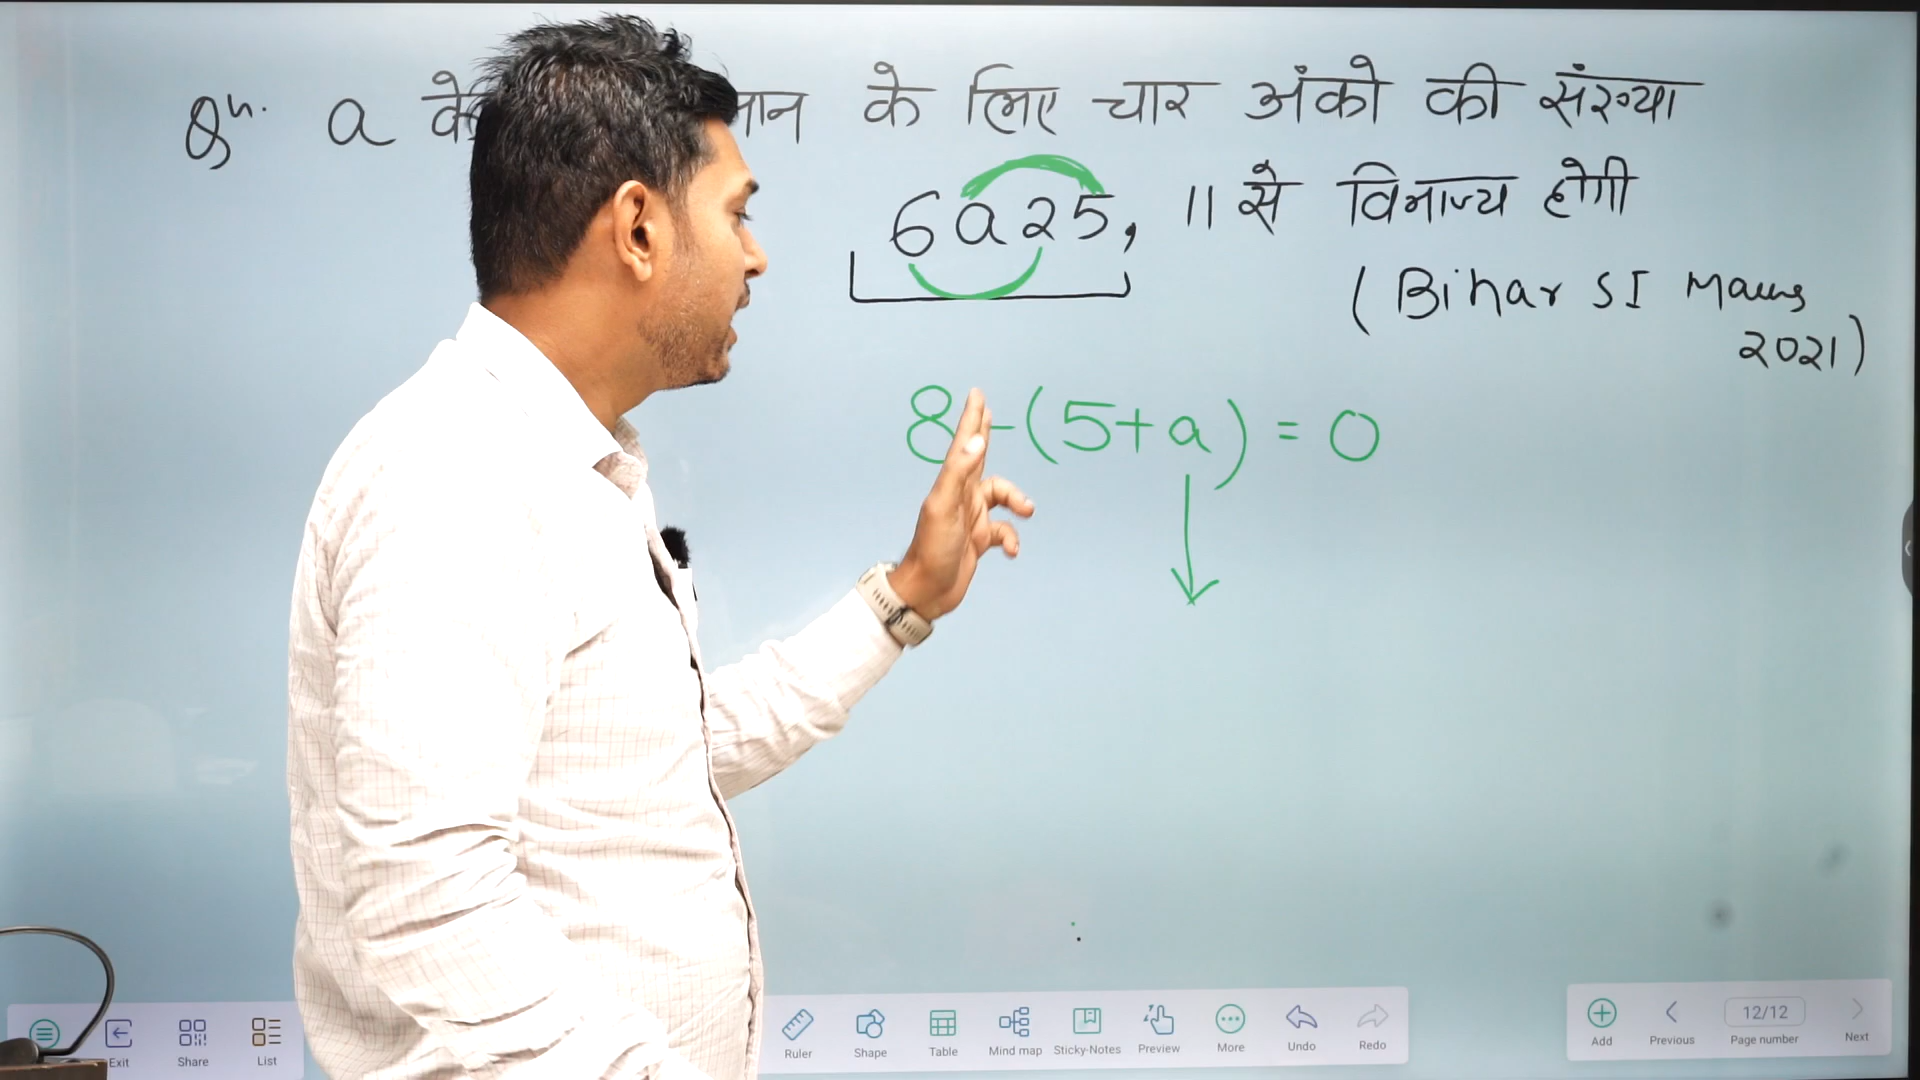 Qn. a के मान के लिए चार अंको की संख्या
6a25, 11 से विभाज्य होगी
(Bihar SI Mains
2021)
8-(5+a) = 0
Exit Share List Ruler Shape Table Mind map Sticky-Notes Preview More Undo Redo Add Previous 12/12 Page number Next